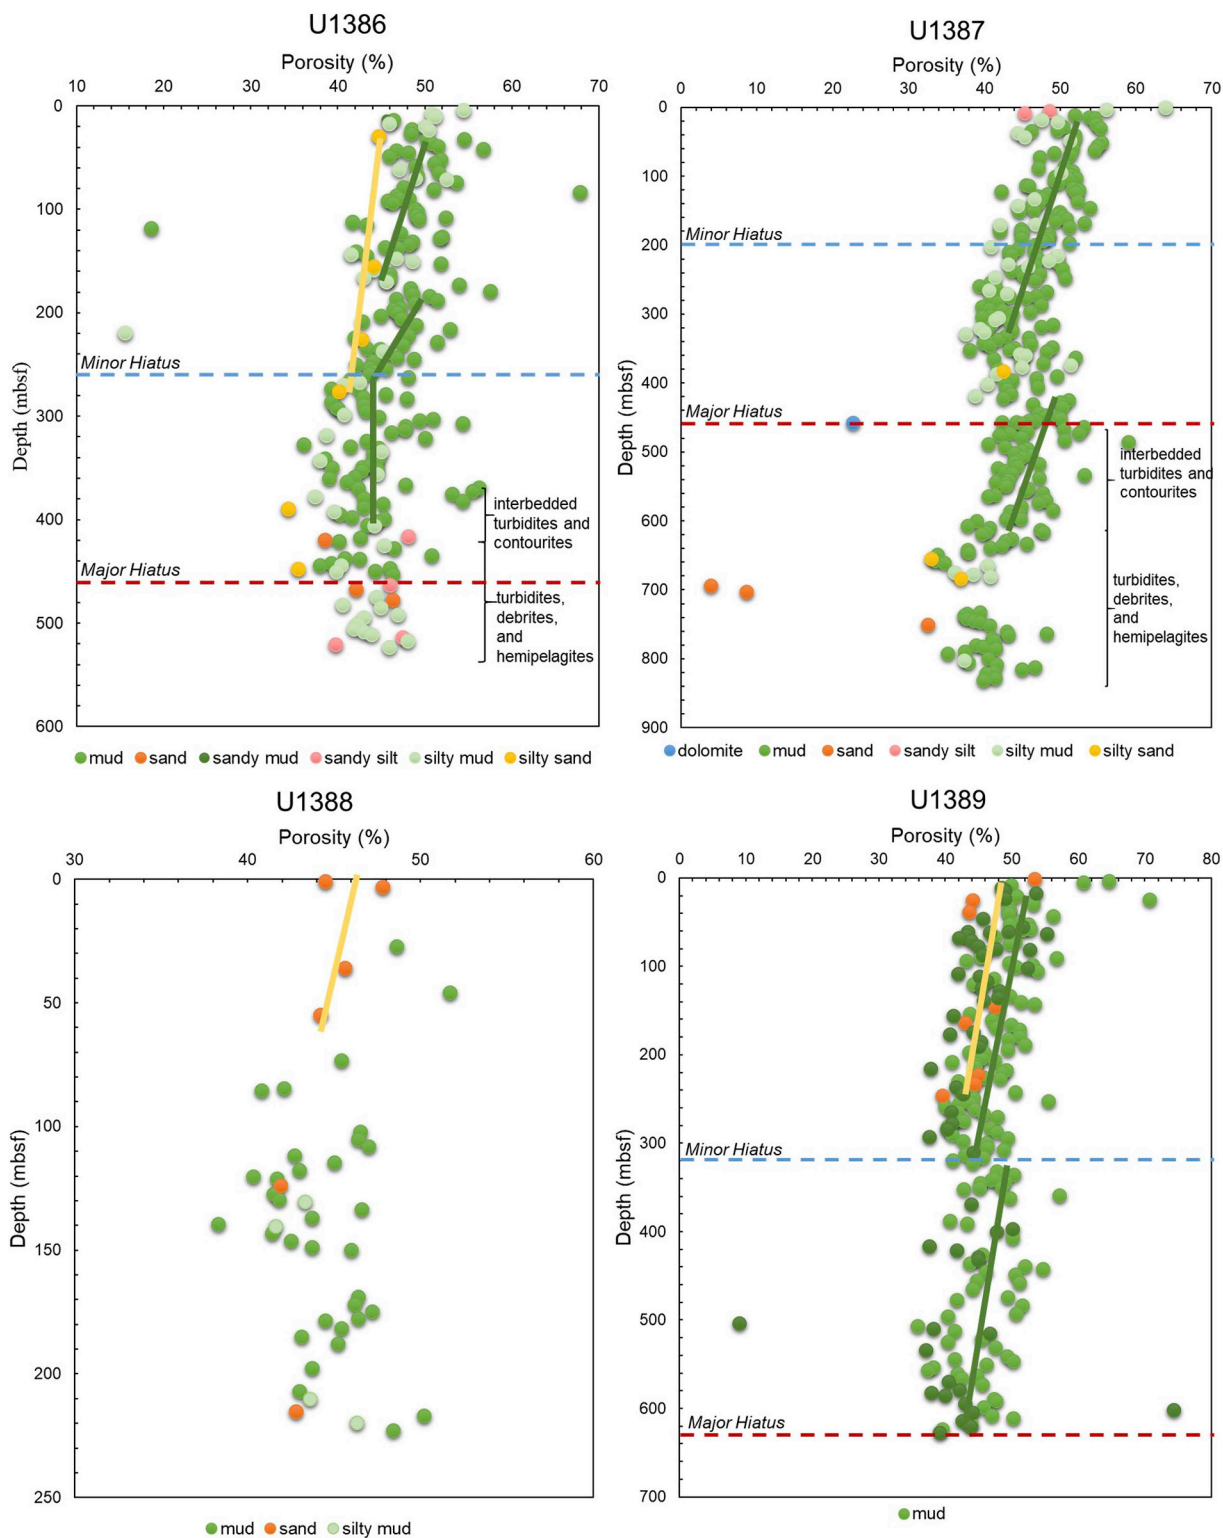 U1386
Porosity (%)
10 20 30 40 50 60 70
0
100
200
300
400
500
600
Depth (mbsf)
Minor Hiatus
Major Hiatus
interbedded
turbidites and
contourites
turbidites,
debrites,
and
hemipelagites
mud sand sandy mud sandy silt silty mud silty sand
U1387
Porosity (%)
0 10 20 30 40 50 60 70
0
100
200
300
400
500
600
700
800
900
Depth (mbsf)
Minor Hiatus
Major Hiatus
interbedded
turbidites and
contourites
turbidites,
debrites,
and
hemipelagites
dolomite mud sand sandy silt silty mud silty sand
U1388
Porosity (%)
30 40 50 60
0
50
100
150
200
250
Depth (mbsf)
mud sand silty mud
U1389
Porosity (%)
0 10 20 30 40 50 60 70 80
0
100
200
300
400
500
600
700
Depth (mbsf)
Minor Hiatus
Major Hiatus
mud